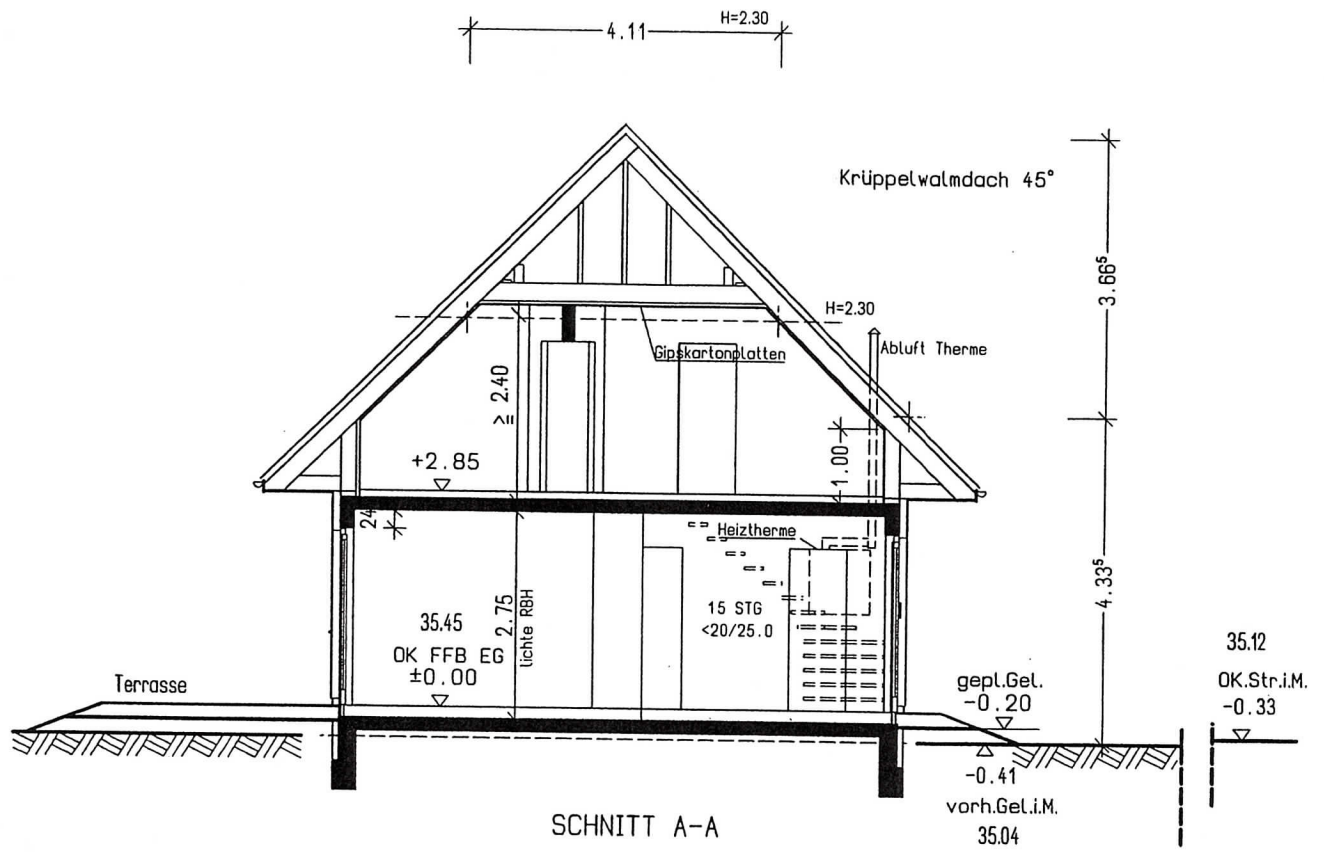 H=2.30
4.11
Krüppelwalmdach 45°
3.66⁵
H=2.30
Gipskartonplatten
Abluft Therme
≥ 2.40
+2.85
1.00
24
Heiztherme
4.33⁵
2.75
lichte RBH
15 STG
<20/25.0
35.45
OK FFB EG
±0.00
Terrasse
gepl.Gel.
-0.20
35.12
OK.Str.i.M.
-0.33
-0.41
vorh.Gel.i.M.
35.04
SCHNITT A-A